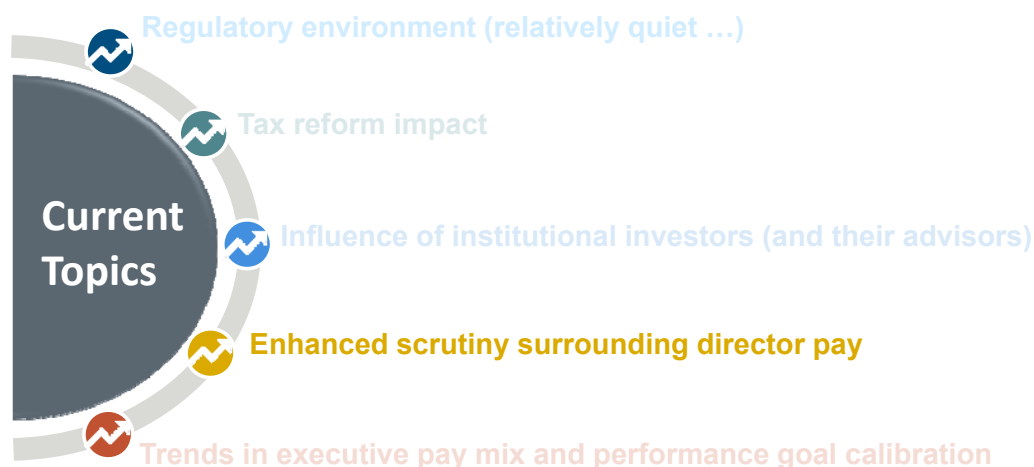 Regulatory environment (relatively quiet …)
Tax reform impact
Current
Topics
Influence of institutional investors (and their advisors)
Enhanced scrutiny surrounding director pay
Trends in executive pay mix and performance goal calibration